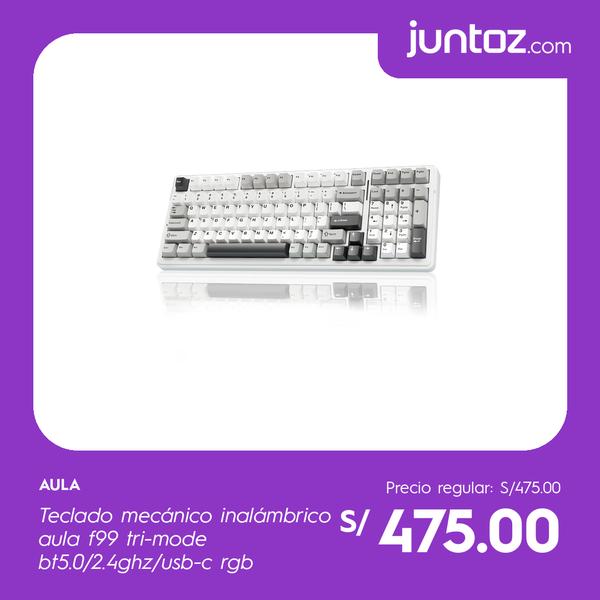 juntoz.com
AULA
Teclado mecánico inalámbrico
aula f99 tri-mode
bt5.0/2.4ghz/usb-c rgb
Precio regular: S/475.00
S/ 475.00